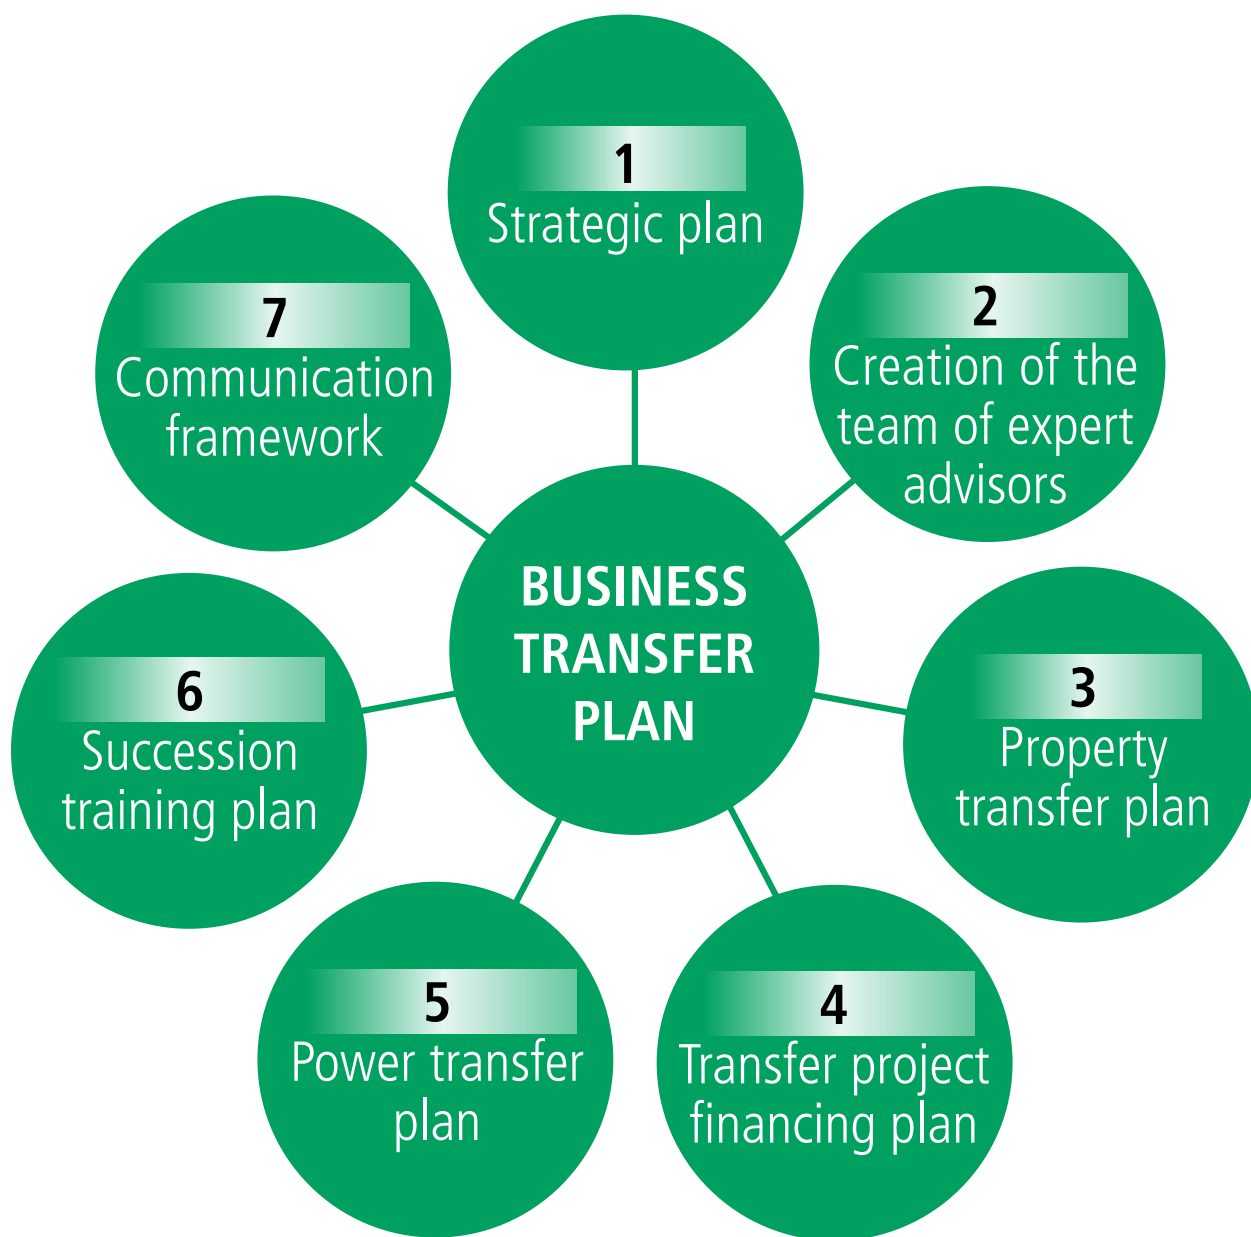 1
Strategic plan
2
Creation of the
team of expert
advisors
3
Property
transfer plan
4
Transfer project
financing plan
5
Power transfer
plan
6
Succession
training plan
7
Communication
framework
BUSINESS
TRANSFER
PLAN